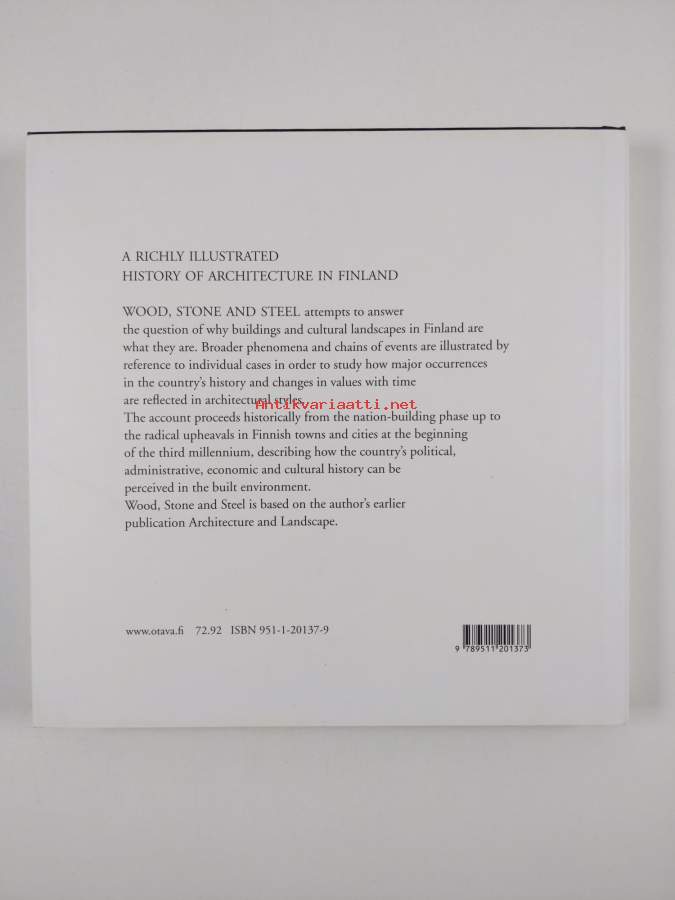 A RICHLY ILLUSTRATED
HISTORY OF ARCHITECTURE IN FINLAND
WOOD, STONE AND STEEL attempts to answer
the question of why buildings and cultural landscapes in Finland are
what they are. Broader phenomena and chains of events are illustrated by
reference to individual cases in order to study how major occurrences
in the country's history and changes in values with time
are reflected in architectural styles.
Antikvariaatti.net
The account proceeds historically from the nation-building phase up to
the radical upheavals in Finnish towns and cities at the beginning
of the third millennium, describing how the country's political,
administrative, economic and cultural history can be
perceived in the built environment.
Wood, Stone and Steel is based on the author's earlier
publication Architecture and Landscape.
www.otava.fi 72.92 ISBN 951-1-20137-9
9 789511 201373